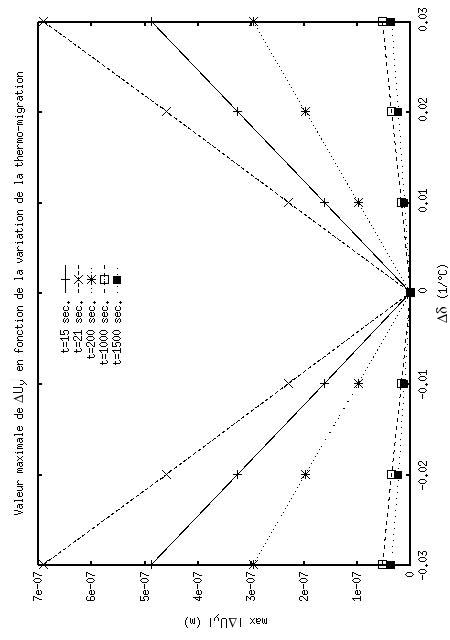 Valeur maximale de ΔUy en fonction de la variation de la thermo-migration
7e-07
6e-07
5e-07
4e-07
3e-07
2e-07
1e-07
0
max |ΔUy| (m)
t=15 sec.
t=21 sec.
t=200 sec.
t=1000 sec.
t=1500 sec.
-0.03
-0.02
-0.01
0
0.01
0.023
0.03
Δδ (1/°C)